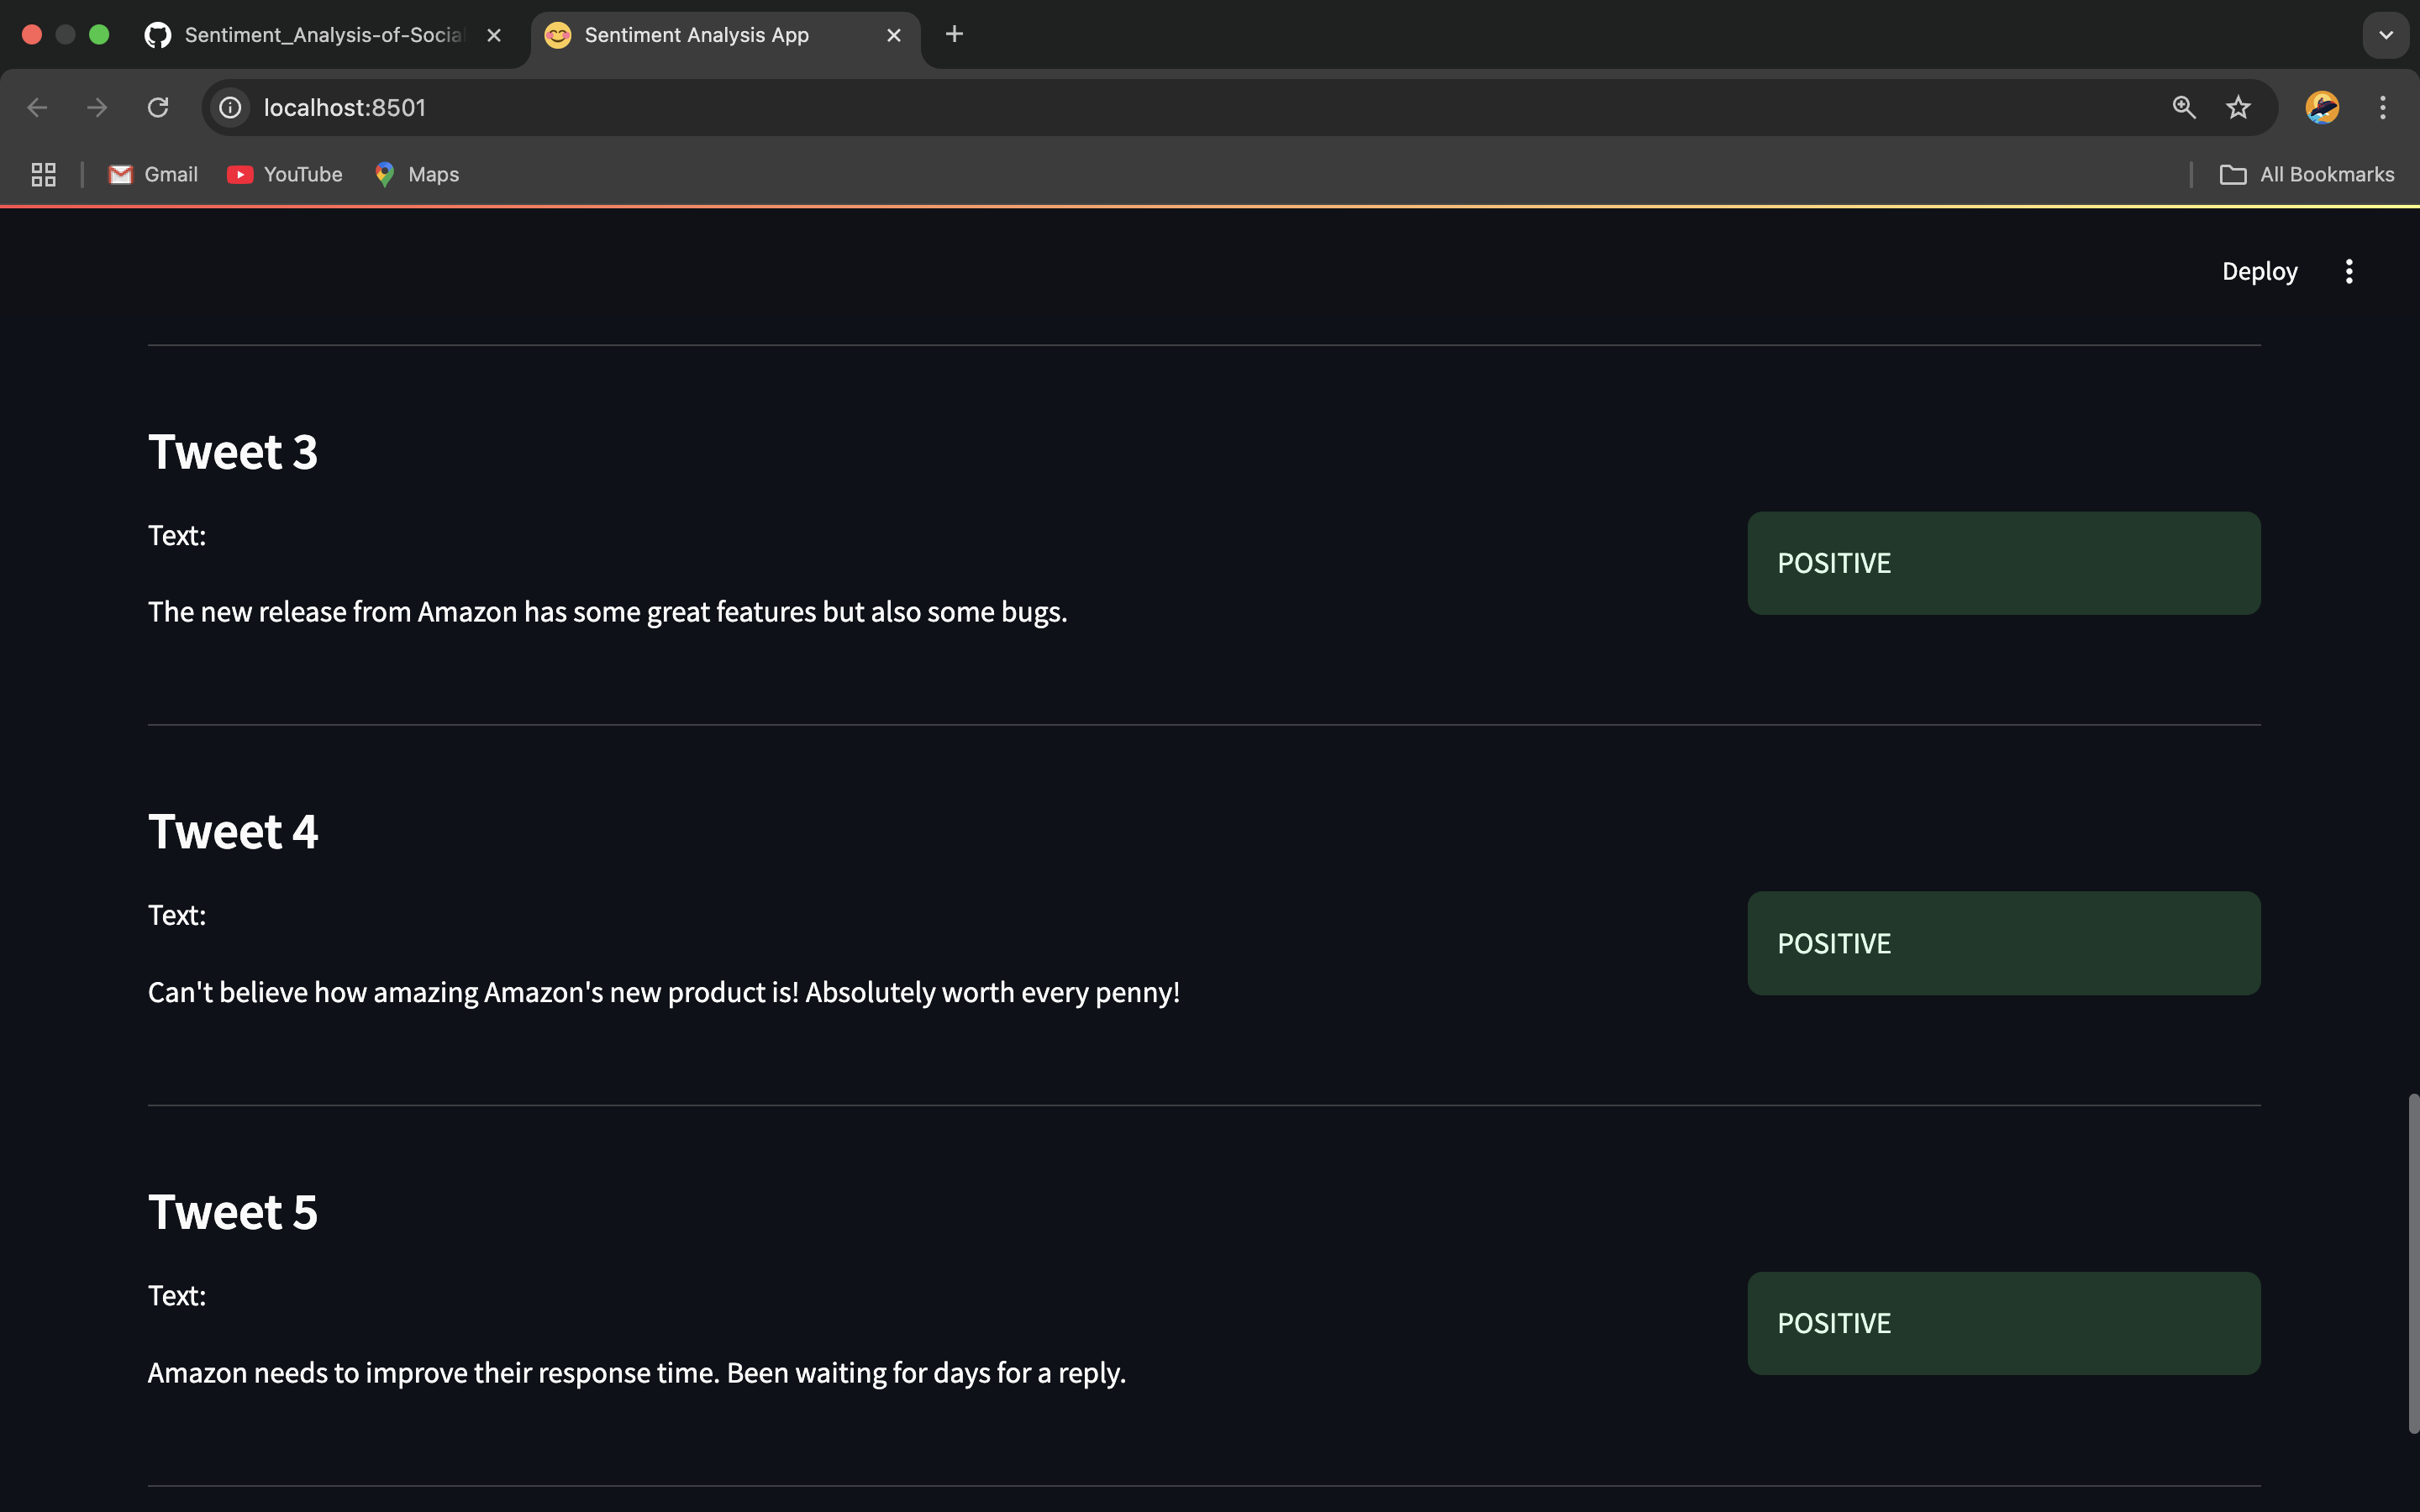 Sentiment_Analysis-of-Social
Sentiment Analysis App
localhost:8501
Gmail
YouTube
Maps
All Bookmarks
Deploy
Tweet 3
Text:
POSITIVE
The new release from Amazon has some great features but also some bugs.
Tweet 4
Text:
POSITIVE
Can't believe how amazing Amazon's new product is! Absolutely worth every penny!
Tweet 5
Text:
POSITIVE
Amazon needs to improve their response time. Been waiting for days for a reply.